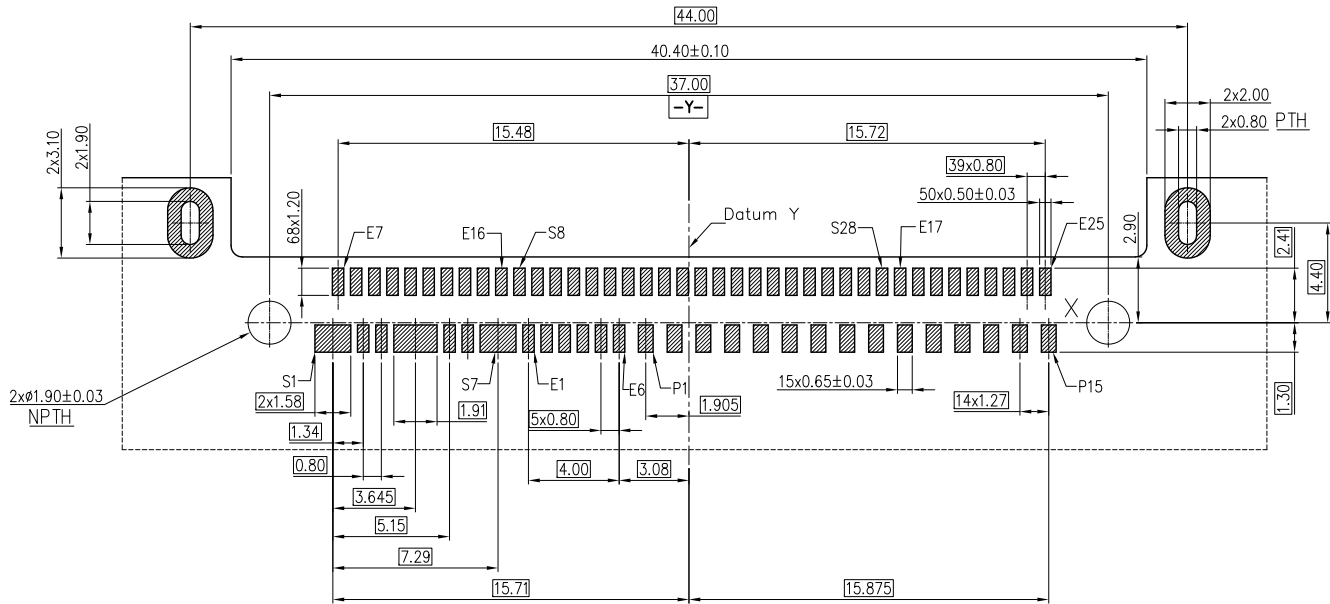 44.00
40.40±0.10
37.00
-Y-
2x2.00
15.48
15.72
2x0.80 PTH
2x3.10
2x1.90
39x0.80
50x0.50±0.03
Datum Y
68x1.20
E7
E16
S8
S28
E17
E25
2.90
2.41
4.40
X
S1
S7
E1
E6
P1
P15
2xø1.90±0.03
NPTH
2x1.58
1.91
15x0.65±0.03
1.905
14x1.27
1.30
1.34
5x0.80
0.80
4.00
3.08
3.645
5.15
7.29
15.71
15.875